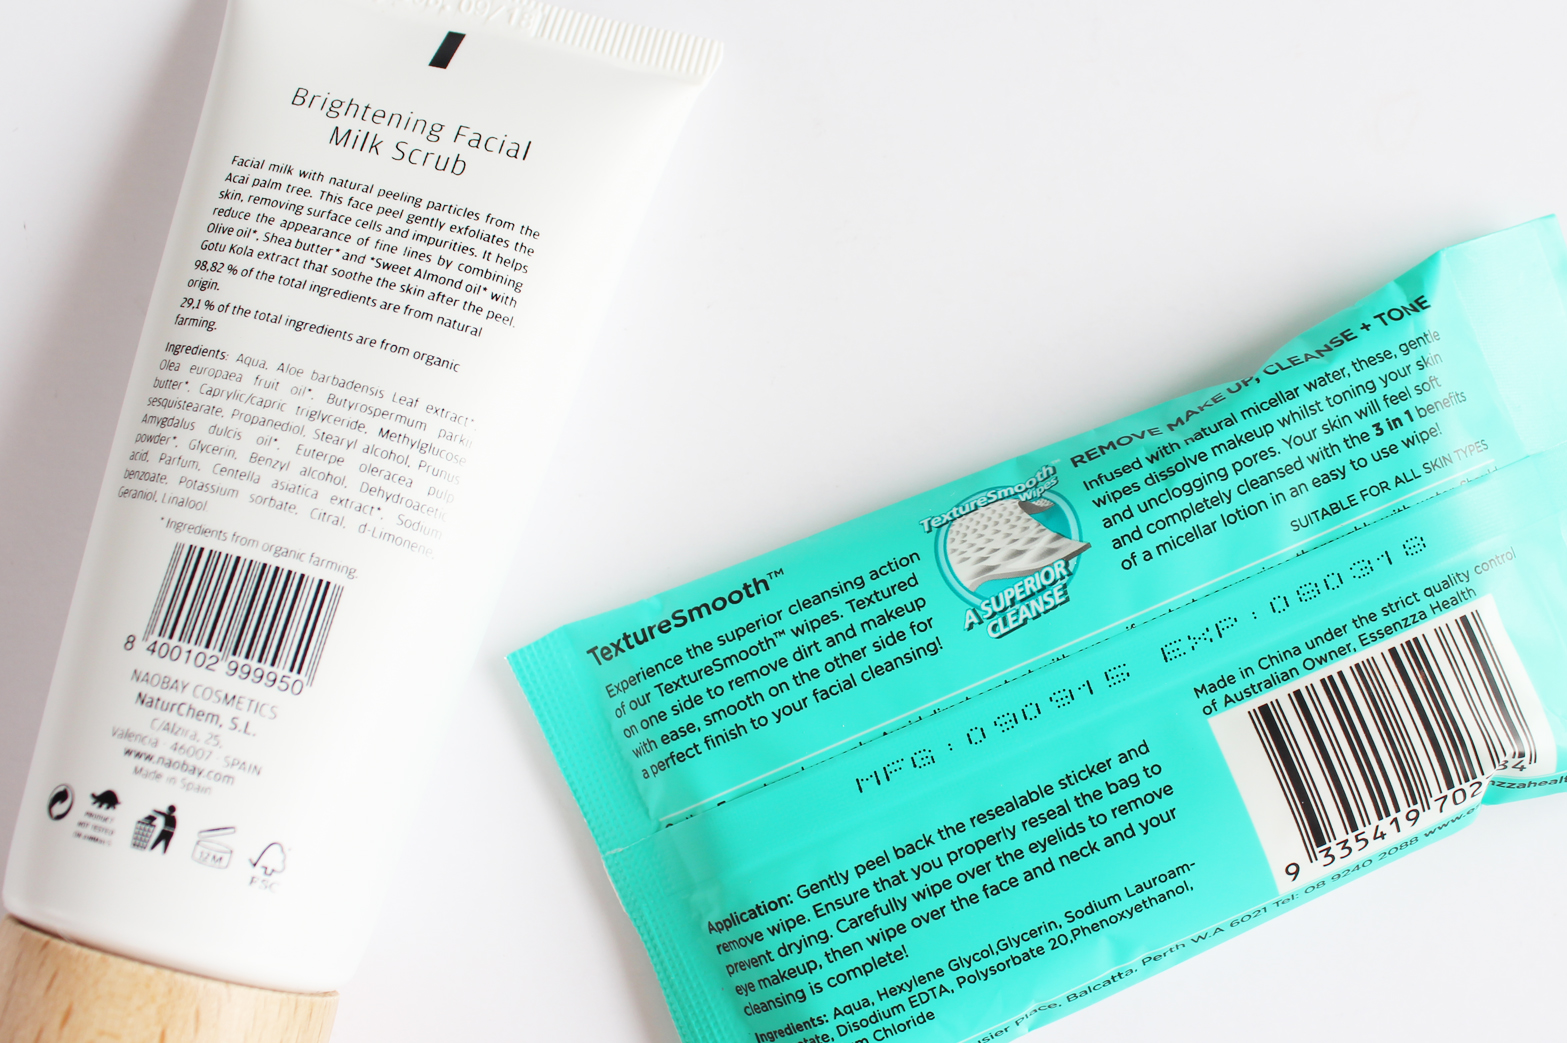 exp. 09/18
Brightening Facial
Milk Scrub
Facial milk with natural peeling particles from the
Acai palm tree. This face peel gently exfoliates the
skin, removing surface cells and impurities. It helps
reduce the appearance of fine lines by combining
Olive oil*, Shea butter* and *Sweet Almond oil* with
Gotu Kola extract that soothe the skin after the peel.
98,82 % of the total ingredients are from natural
origin.
29,1 % of the total ingredients are from organic
farming.
Ingredients: Aqua, Aloe barbadensis Leaf extract*,
Olea europaea fruit oil*, Butyrospermum parkii
butter*, Caprylic/capric triglyceride, Methylglucose
sesquistearate, Propanediol, Stearyl alcohol, Prunus
Amygdalus dulcis oil*, Euterpe oleracea pulp
powder*, Glycerin, Benzyl alcohol, Dehydroacetic
acid, Parfum, Centella asiatica extract*, Sodium
benzoate, Potassium sorbate, Citral, d-Limonene,
Geraniol, Linalool
*Ingredients from organic farming.
8 400102 999950
NAOBAY COSMETICS
NaturChem, S.L.
C/Alzira, 25,
Valencia - 46007 - SPAIN
www.naobay.com
Made in Spain
PRODUCT
NOT TESTED
ON ANIMALS
12M
FSC
TextureSmooth™
Experience the superior cleansing action
of our TextureSmooth™ wipes. Textured
on one side to remove dirt and makeup
with ease, smooth on the other side for
a perfect finish to your facial cleansing!
TextureSmooth™
Wipes
A SUPERIOR
CLEANSE
REMOVE MAKE UP, CLEANSE + TONE
Infused with natural micellar water, these, gentle
wipes dissolve makeup whilst toning your skin
and unclogging pores. Your skin will feel soft
and completely cleansed with the 3 in 1 benefits
of a micellar lotion in an easy to use wipe!
SUITABLE FOR ALL SKIN TYPES
MFG:090915 EXP:080918
Made in China under the strict quality control
of Australian Owner, Essenzza Health
9 335419 702 34
Application: Gently peel back the resealable sticker and
remove wipe. Ensure that you properly reseal the bag to
prevent drying. Carefully wipe over the eyelids to remove
eye makeup, then wipe over the face and neck and your
cleansing is complete!
Ingredients: Aqua, Hexylene Glycol,Glycerin, Sodium Lauroam-
Disodium EDTA, Polysorbate 20,Phenoxyethanol,
Chloride
Place, Balcatta, Perth W.A 6021 Tel: 08 9240 2088 www.